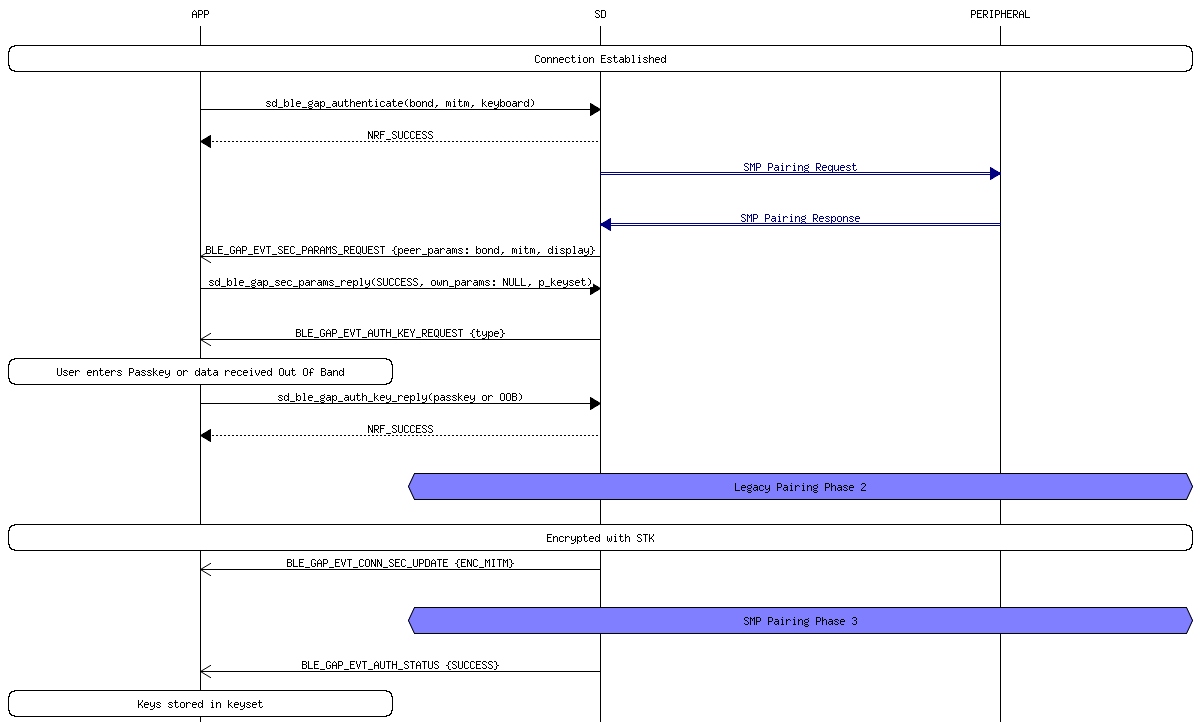 APP SD PERIPHERAL
Connection Established
sd_ble_gap_authenticate(bond, mitm, keyboard)
NRF_SUCCESS
SMP Pairing Request
SMP Pairing Response
BLE_GAP_EVT_SEC_PARAMS_REQUEST {peer_params: bond, mitm, display}
sd_ble_gap_sec_params_reply(SUCCESS, own_params: NULL, p_keyset)
BLE_GAP_EVT_AUTH_KEY_REQUEST {type}
User enters Passkey or data received Out Of Band
sd_ble_gap_auth_key_reply(passkey or OOB)
NRF_SUCCESS
Legacy Pairing Phase 2
Encrypted with STK
BLE_GAP_EVT_CONN_SEC_UPDATE {ENC_MITM}
SMP Pairing Phase 3
BLE_GAP_EVT_AUTH_STATUS {SUCCESS}
Keys stored in keyset